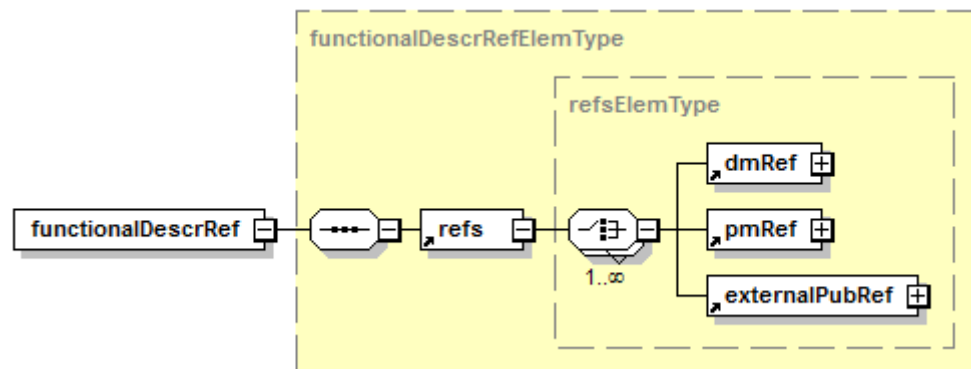 functionalDescrRefElemType
refsElemType
dmRef
functionalDescrRef
refs
pmRef
1..∞
externalPubRef